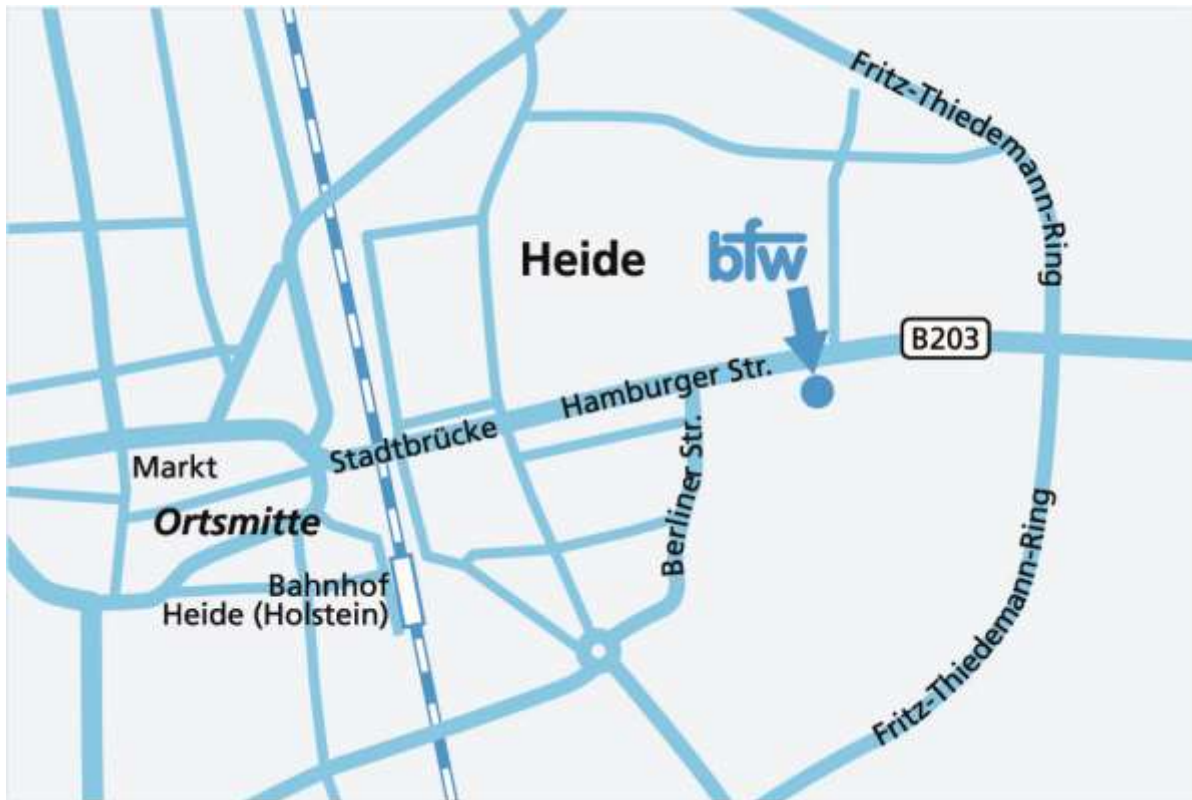 Fritz-Thiedemann-Ring
Heide
bfw
B203
Hamburger Str.
Stadtbrücke
Markt
Ortsmitte
Berliner Str.
Bahnhof
Heide (Holstein)
Fritz-Thiedemann-Ring